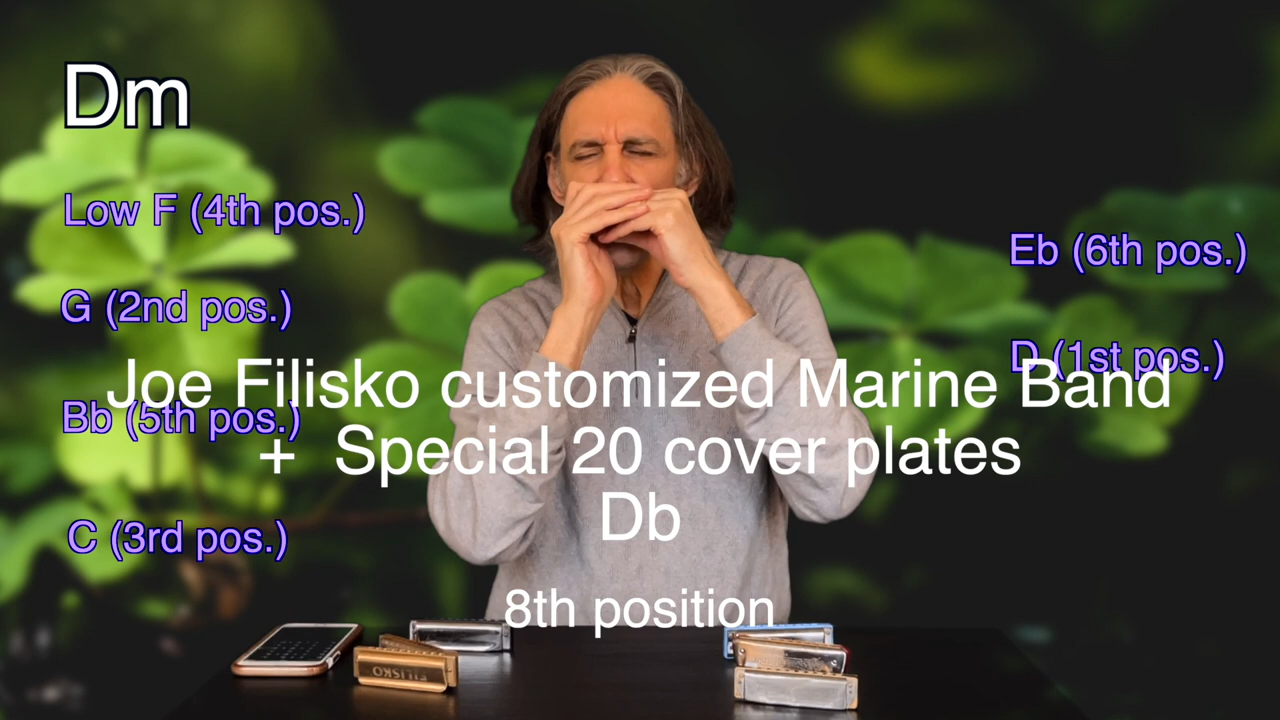 Dm
Low F (4th pos.)
G (2nd pos.)
Bb (5th pos.)
C (3rd pos.)
Eb (6th pos.)
D (1st pos.)
Joe Filisko customized Marine Band
+ Special 20 cover plates
Db
8th position
FILISKO